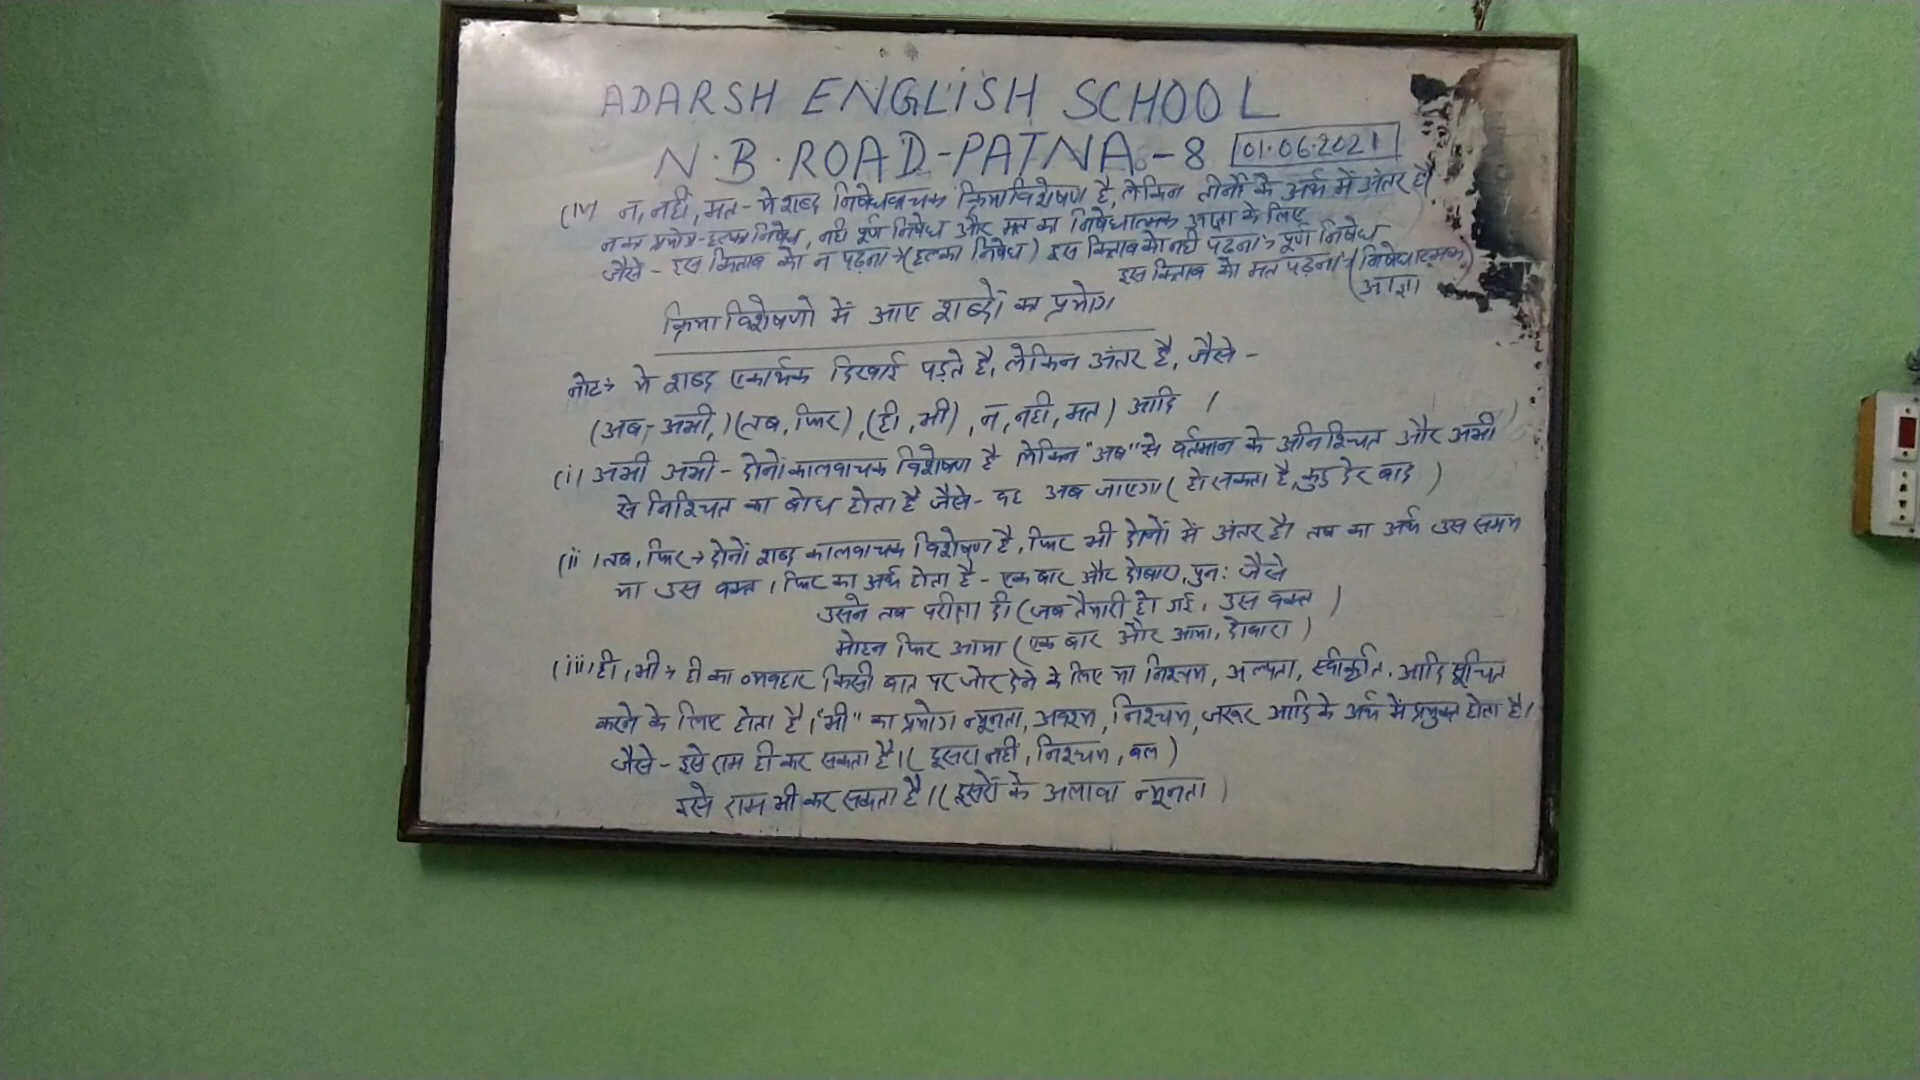 ADARSH ENGLISH SCHOOL
N.B.ROAD-PATNA-8 01.06.2021
(iv) न, नहीं, मत - ये शब्द निषेधवाचक क्रियाविशेषण है, लेकिन तीनों के अर्थ में अंतर है।
न का प्रयोग-हल्का निषेध, नहीं पूर्ण निषेध और मत का निषेधात्मक आज्ञा के लिए
जैसे - इस किताब को न पढ़ना → (हल्का निषेध) इस किताब को नहीं पढ़ना → पूर्ण निषेध
इस किताब को मत पढ़ना → (निषेधात्मक)
(आज्ञा
क्रियाविशेषणो में आए शब्दों का प्रयोग
नोट → ये शब्द एकार्थक दिखाई पड़ते है, लेकिन अंतर है, जैसे -
(अब, अभी,) (तब, फिर), (ही, भी), न, नही, मत) आदि ।
(i) अभी अभी - दोनों कालवाचक विशेषण है लेकिन "अब" से वर्तमान के अनिश्चित और अभी
से निश्चित का बोध होता है जैसे - वह अब जाएगा (हो सकता है, कुछ देर बाद)
(ii) तब, फिर → दोनों शब्द कालवाचक विशेषण है, फिर भी दोनों में अंतर है। तब का अर्थ उस समय
या उस वक्त। फिर का अर्थ होता है - एक बार और दोबारा, पुनः जैसे
उसने तब परीक्षा दी (जब तैयारी हो गई, उस वक्त)
मोहन फिर आया (एक बार और आया, दोबारा)
(iii) ही, भी → ही का व्यवहार किसी बात पर जोर देने के लिए या निश्चय, अल्पता, स्वीकृति, आदि सूचित
करने के लिए होता है। "भी" का प्रयोग न्यूनता, अवश्य, निश्चय, जरूर आदि के अर्थ में प्रयुक्त होता है।
जैसे - इसे राम ही कर सकता है। (दूसरा नहीं, निश्चय, बल)
इसे राम भी कर सकता है। (दूसरों के अलावा न्यूनता)